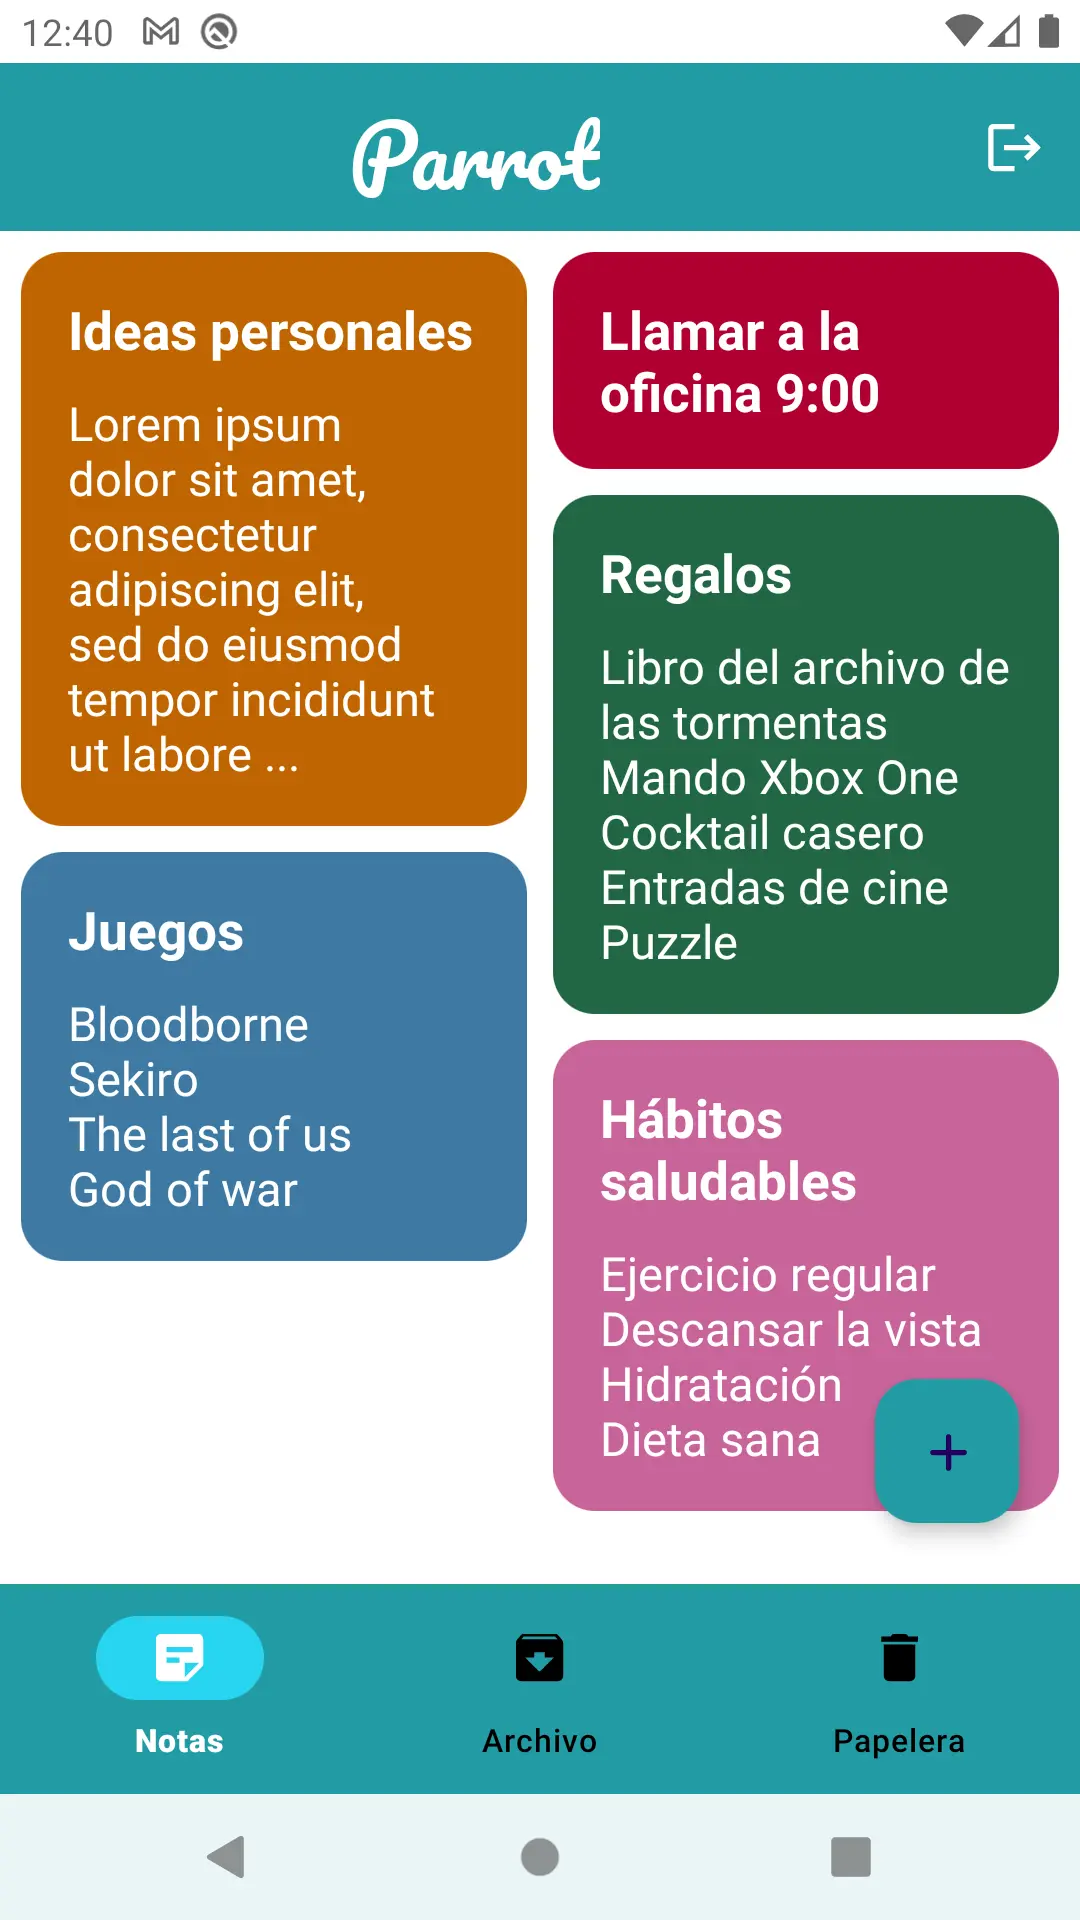 12:40
Parrot
Ideas personales
Lorem ipsum
dolor sit amet,
consectetur
adipiscing elit,
sed do eiusmod
tempor incididunt
ut labore ...
Juegos
Bloodborne
Sekiro
The last of us
God of war
Llamar a la
oficina 9:00
Regalos
Libro del archivo de
las tormentas
Mando Xbox One
Cocktail casero
Entradas de cine
Puzzle
Hábitos
saludables
Ejercicio regular
Descansar la vista
Hidratación
Dieta sana
Notas
Archivo
Papelera